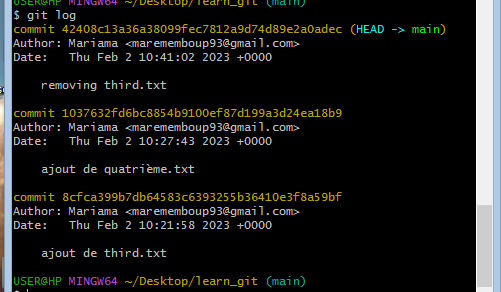 USER@HP MINGW64 ~/Desktop/learn_git (main)
$ git log
commit 42408c13a36a38099fec7812a9d74d89e2a0adec (HEAD -> main)
Author: Mariama <marememboup93@gmail.com>
Date:   Thu Feb 2 10:41:02 2023 +0000
    removing third.txt
commit 1037632fd6bc8854b9100ef87d199a3d24ea18b9
Author: Mariama <marememboup93@gmail.com>
Date:   Thu Feb 2 10:27:43 2023 +0000
    ajout de quatrième.txt
commit 8cfca399b7db64583c6393255b36410e3f8a59bf
Author: Mariama <marememboup93@gmail.com>
Date:   Thu Feb 2 10:21:58 2023 +0000
    ajout de third.txt
USER@HP MINGW64 ~/Desktop/learn_git (main)